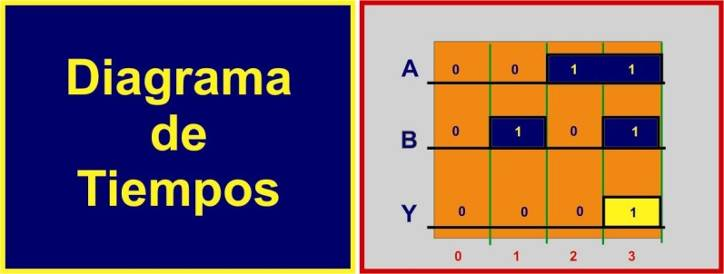 Diagrama
de
Tiempos
A 0 0 1 1
B 0 1 0 1
Y 0 0 0 1
0 1 2 3